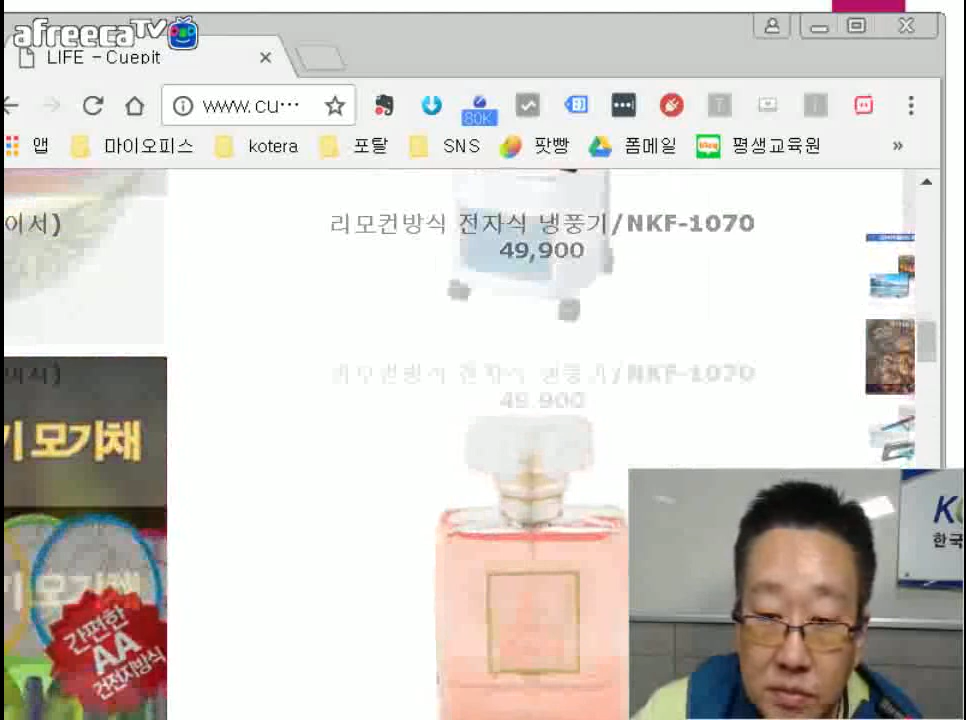 afreecaTV
LIFE - Cuepit
www.cu…
80K
앱 마이오피스 kotera 포탈 SNS 팟빵 폼메일 blog 평생교육원 »
이서)
리모컨방식 전자식 냉풍기/NKF-1070
49,900
리모컨방식 전자식 냉풍기/NKF-1070
49,900
기 모기채
기 모기채
간편한
AA
건전지방식
한국